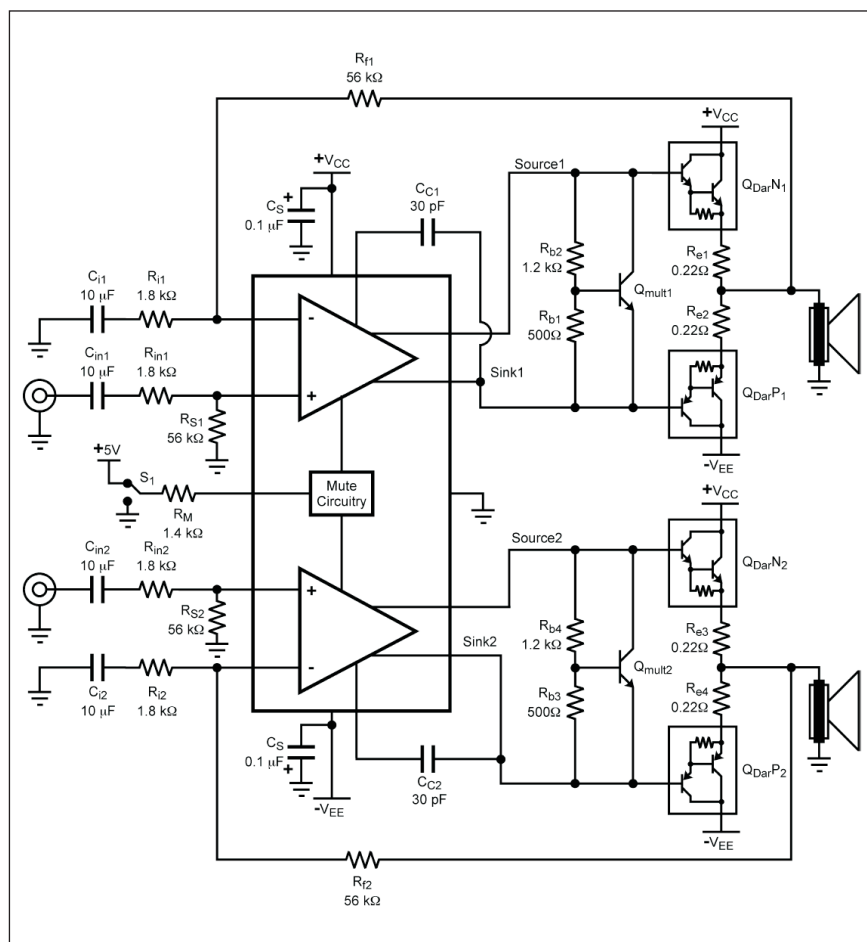 Rf1
56 kΩ
+VCC
+VCC
Source1
CC1
30 pF
QDarN1
CS
+
0.1 µF
Rb2
1.2 kΩ
Re1
0.22Ω
Ci1
10 µF
Ri1
1.8 kΩ
Qmult1
-
Rb1
500Ω
Re2
0.22Ω
Cin1
10 µF
Rin1
1.8 kΩ
Sink1
+
QDarP1
RS1
56 kΩ
+5V
-VEE
S1
Mute
Circuitry
+VCC
RM
1.4 kΩ
Source2
Cin2
10 µF
Rin2
1.8 kΩ
QDarN2
+
RS2
56 kΩ
Rb4
1.2 kΩ
Re3
0.22Ω
Sink2
-
Qmult2
Ci2
10 µF
Ri2
1.8 kΩ
Rb3
500Ω
Re4
0.22Ω
CS
0.1 µF
+
QDarP2
CC2
30 pF
-VEE
-VEE
Rf2
56 kΩ